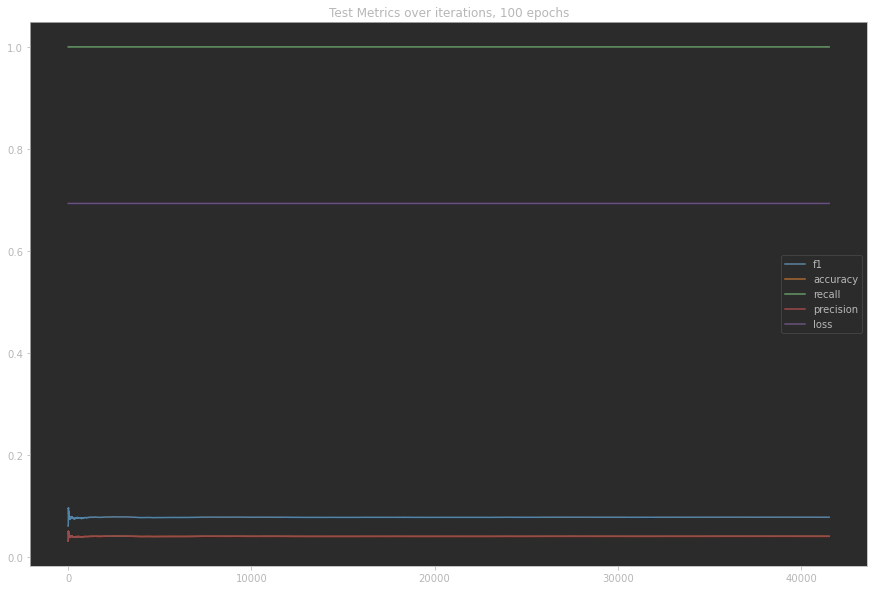 Test Metrics over iterations, 100 epochs
1.0
0.8
0.6
0.4
0.2
0.0
f1
accuracy
recall
precision
loss
0 10000 20000 30000 40000